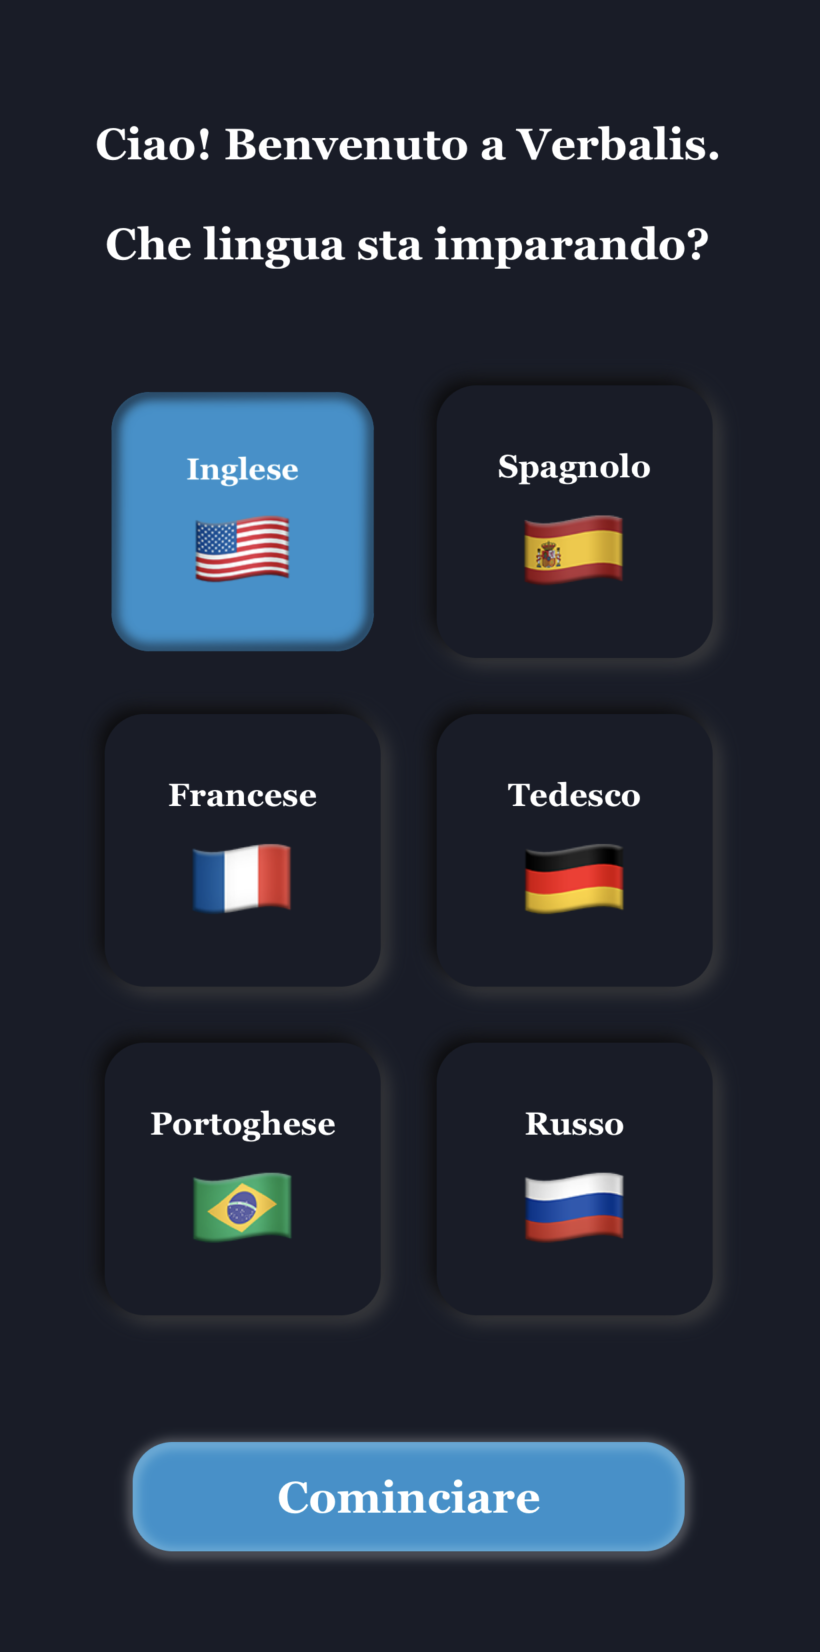 Ciao! Benvenuto a Verbalis.
Che lingua sta imparando?
Inglese
Spagnolo
Francese
Tedesco
Portoghese
Russo
Cominciare